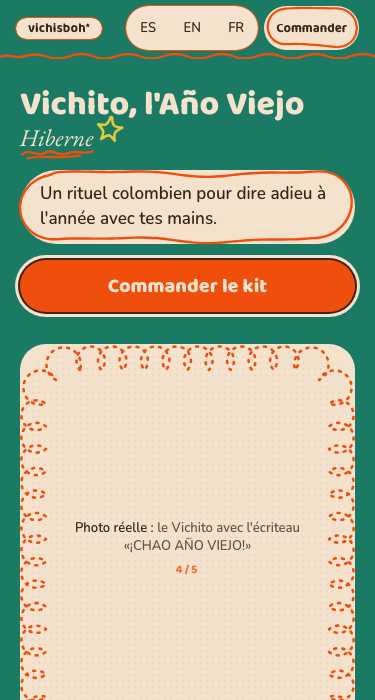 vichisboh*
ES EN FR
Commander
Vichito, l'Año Viejo
Hiberne
Un rituel colombien pour dire adieu à
l'année avec tes mains.
Commander le kit
Photo réelle : le Vichito avec l'écriteau
«¡CHAO AÑO VIEJO!»
4 / 5